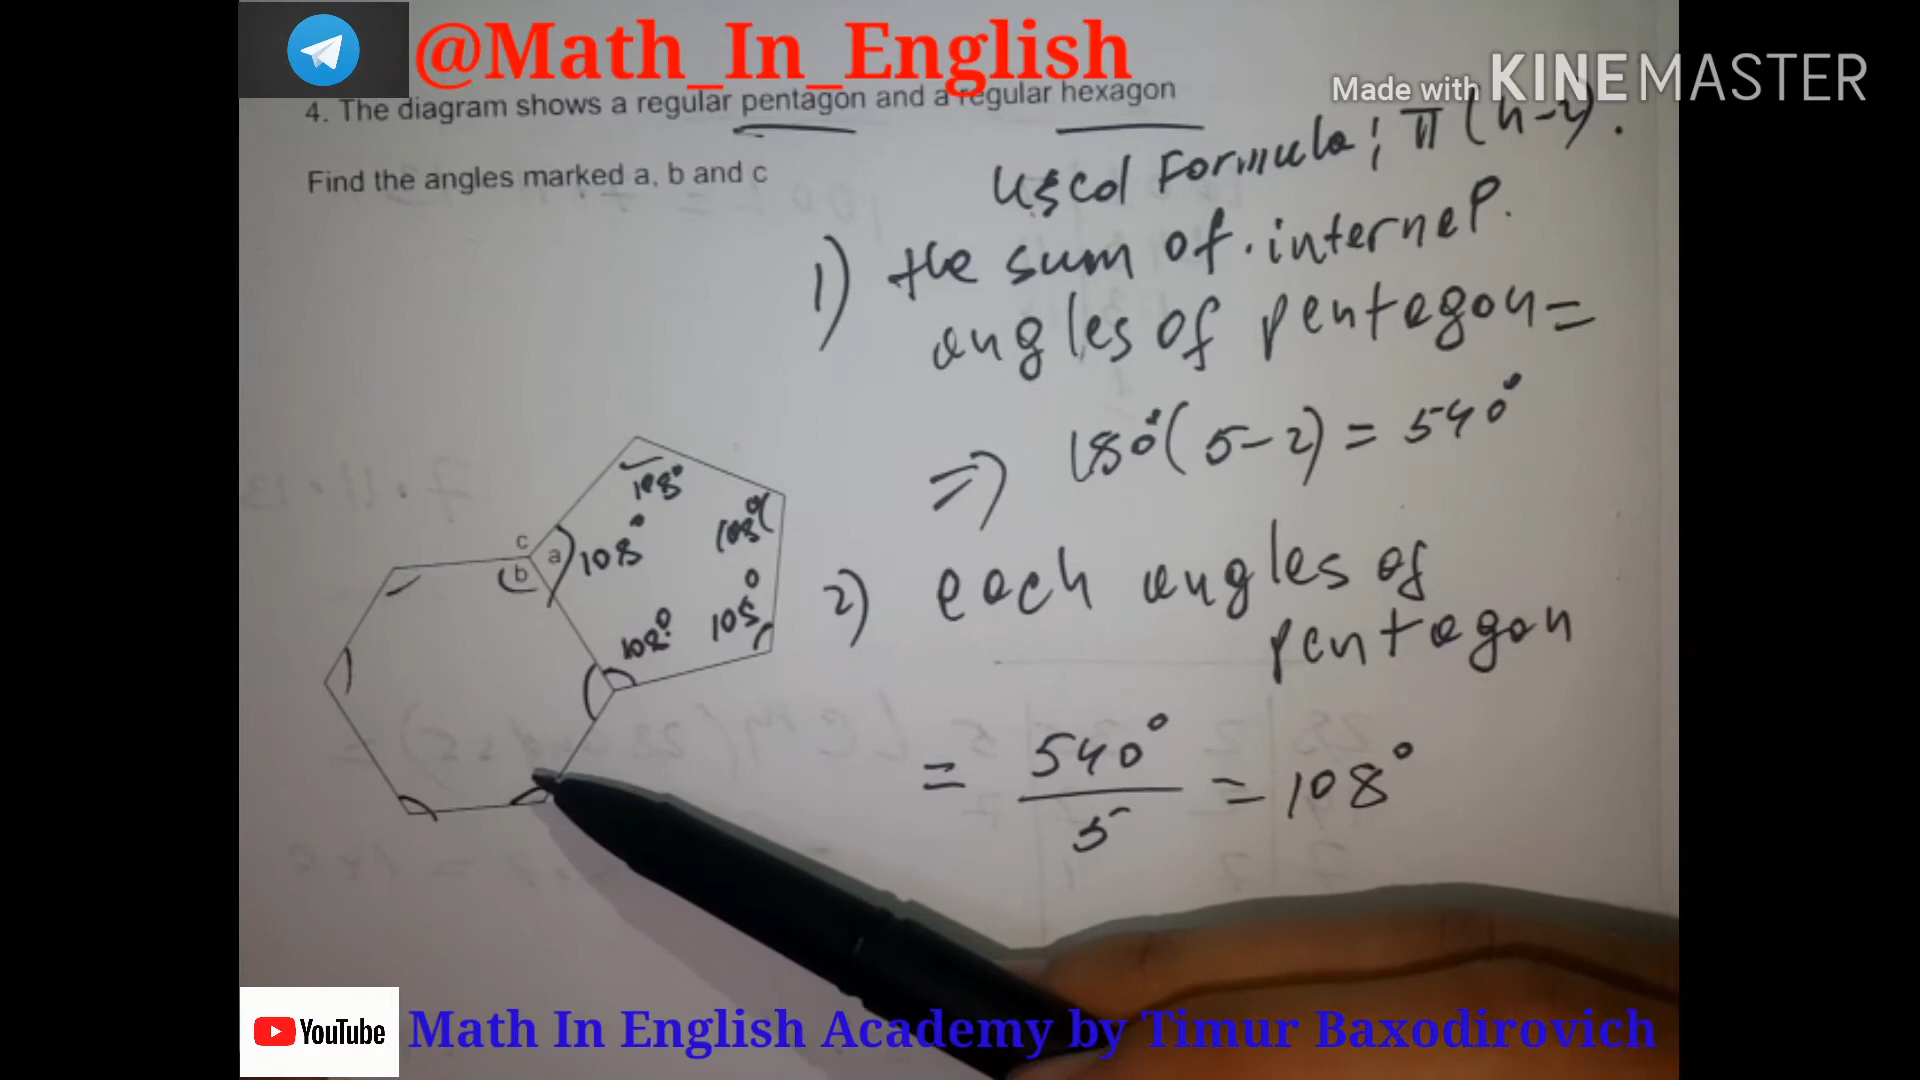 @Math_In_English
Made with KINEMASTER
4. The diagram shows a regular pentagon and a regular hexagon
Find the angles marked a, b and c
Used Formula; π(n-2).
1) the sum of internel
angles of pentagon =
=> 180°(5-2) = 540°
2) each angles of
pentagon
= 540°/5 = 108°
108°
108°
c
a
108°
b
108°
108°
YouTube Math In English Academy by Timur Baxodirovich